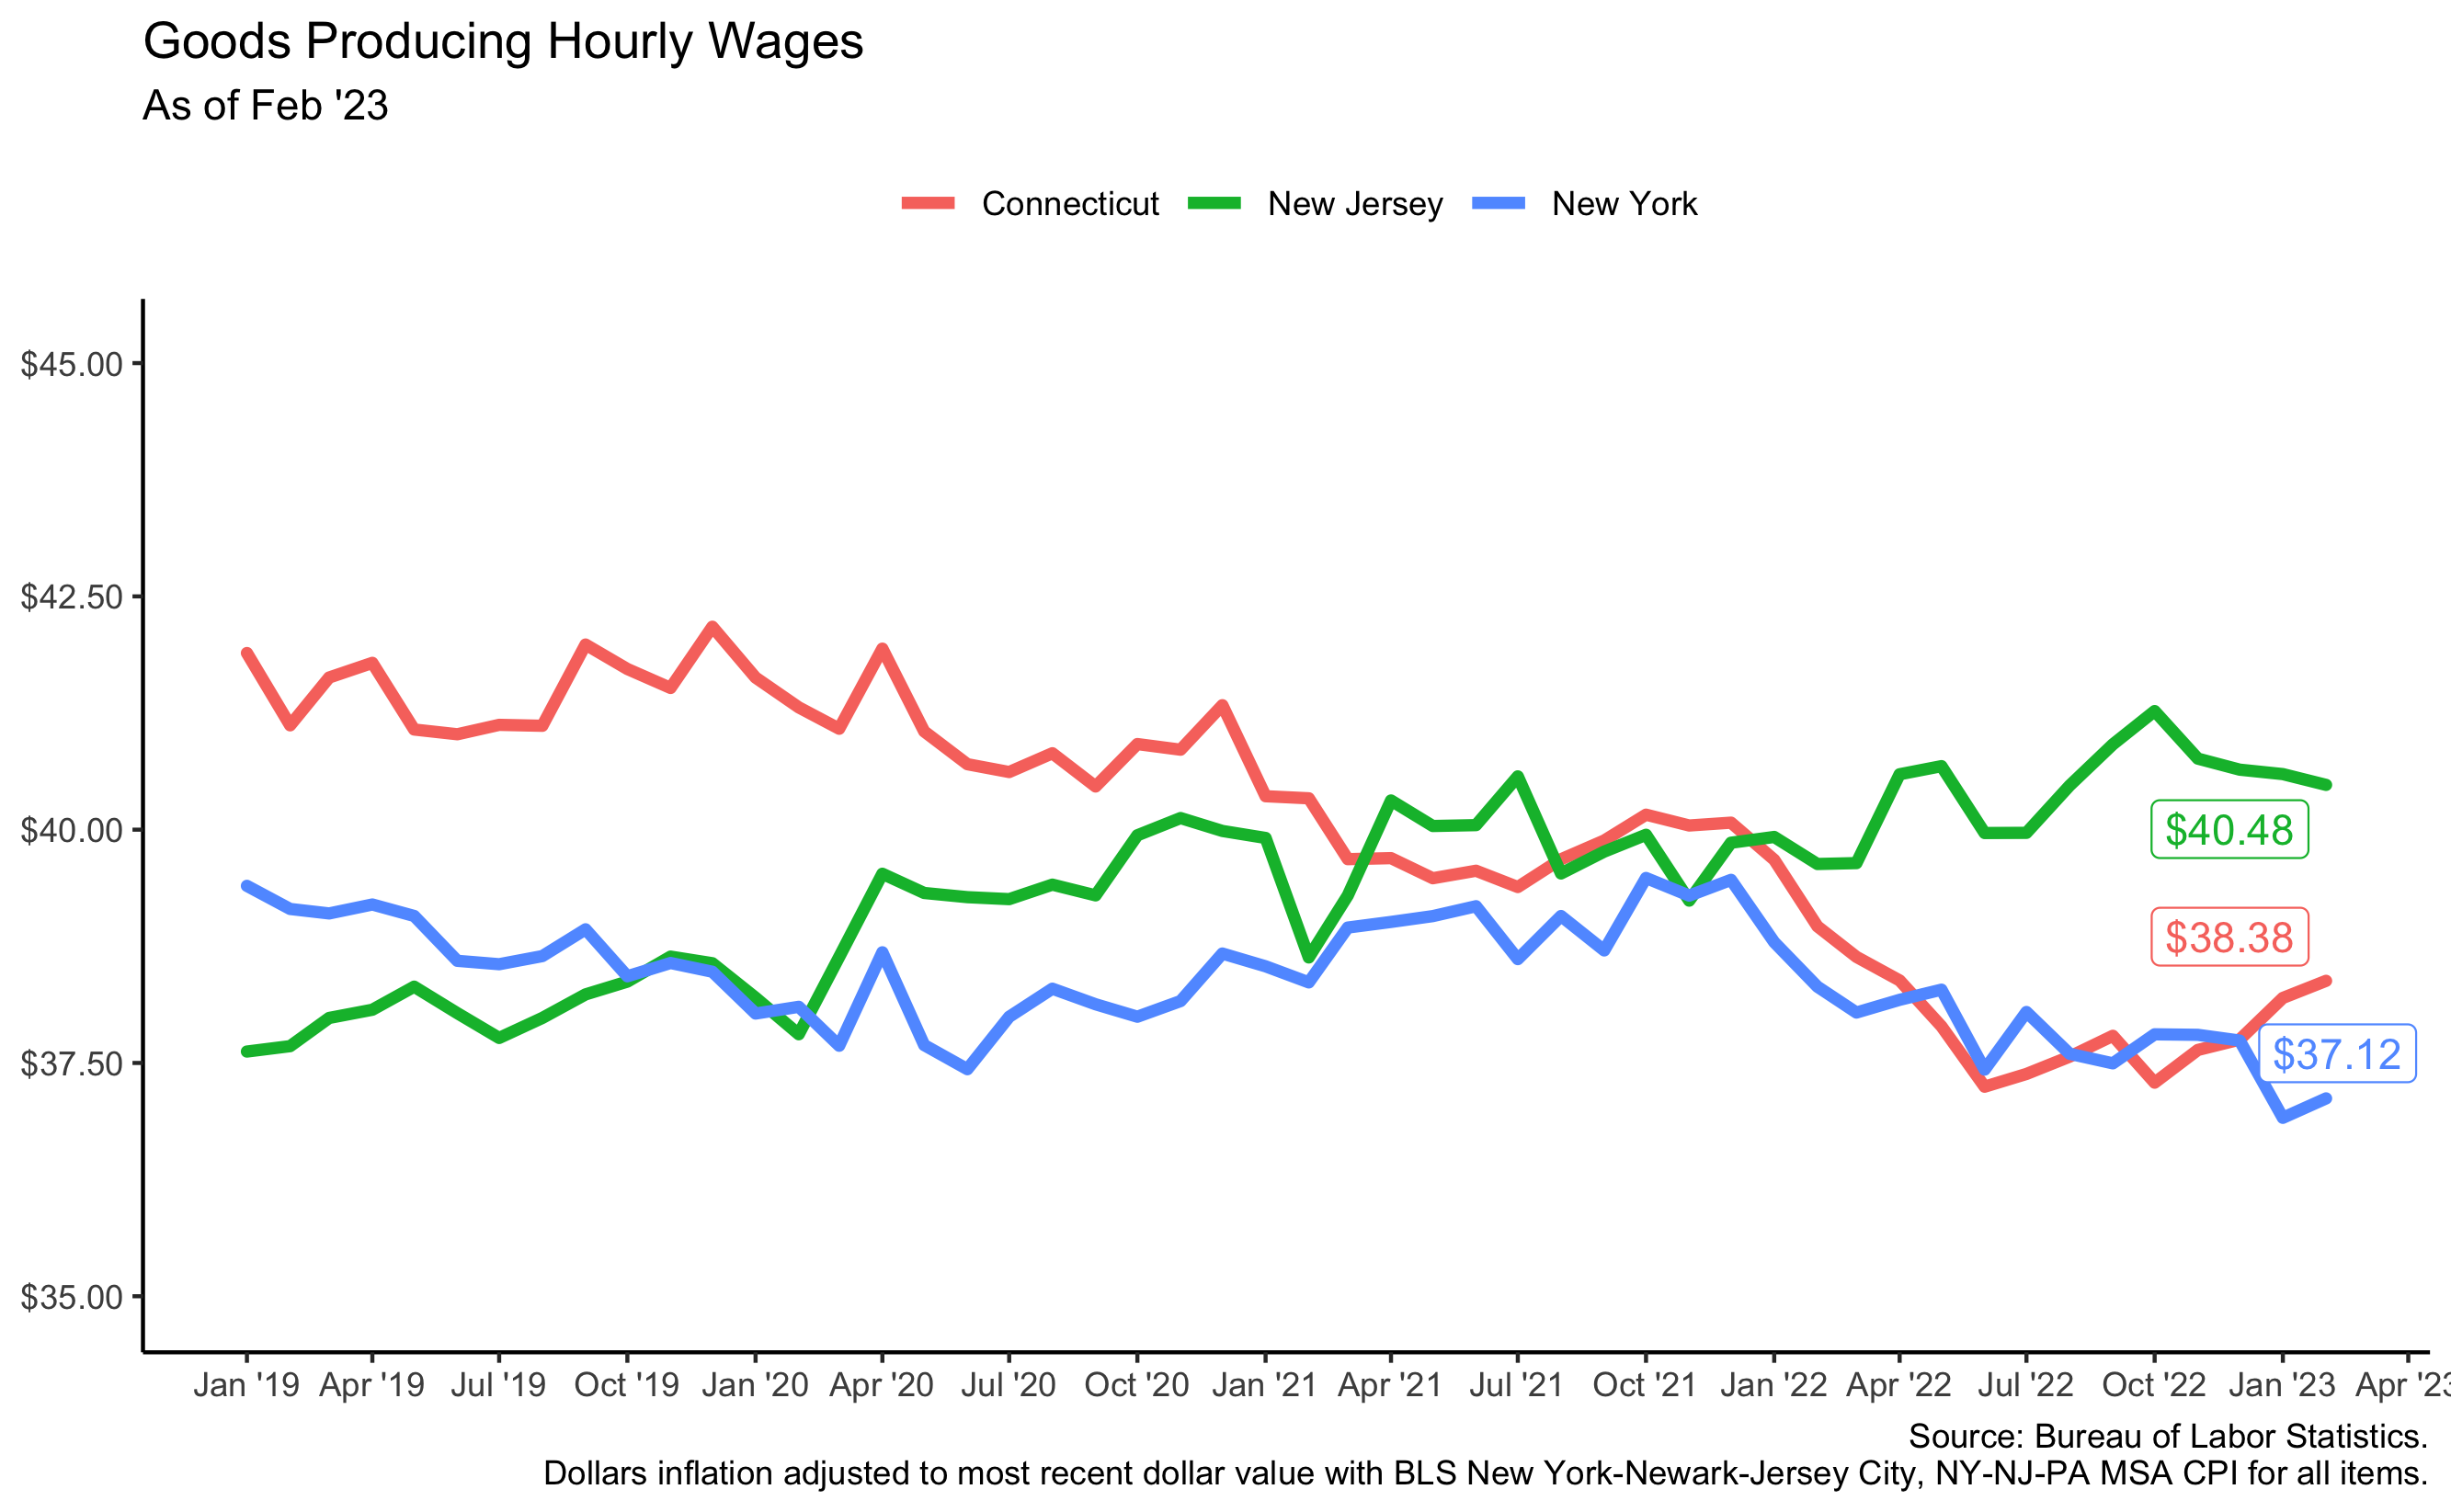 Goods Producing Hourly Wages
As of Feb '23
Connecticut New Jersey New York
$45.00
$42.50
$40.00
$37.50
$35.00
$40.48
$38.38
$37.12
Jan '19 Apr '19 Jul '19 Oct '19 Jan '20 Apr '20 Jul '20 Oct '20 Jan '21 Apr '21 Jul '21 Oct '21 Jan '22 Apr '22 Jul '22 Oct '22 Jan '23 Apr '23
Source: Bureau of Labor Statistics.
Dollars inflation adjusted to most recent dollar value with BLS New York-Newark-Jersey City, NY-NJ-PA MSA CPI for all items.